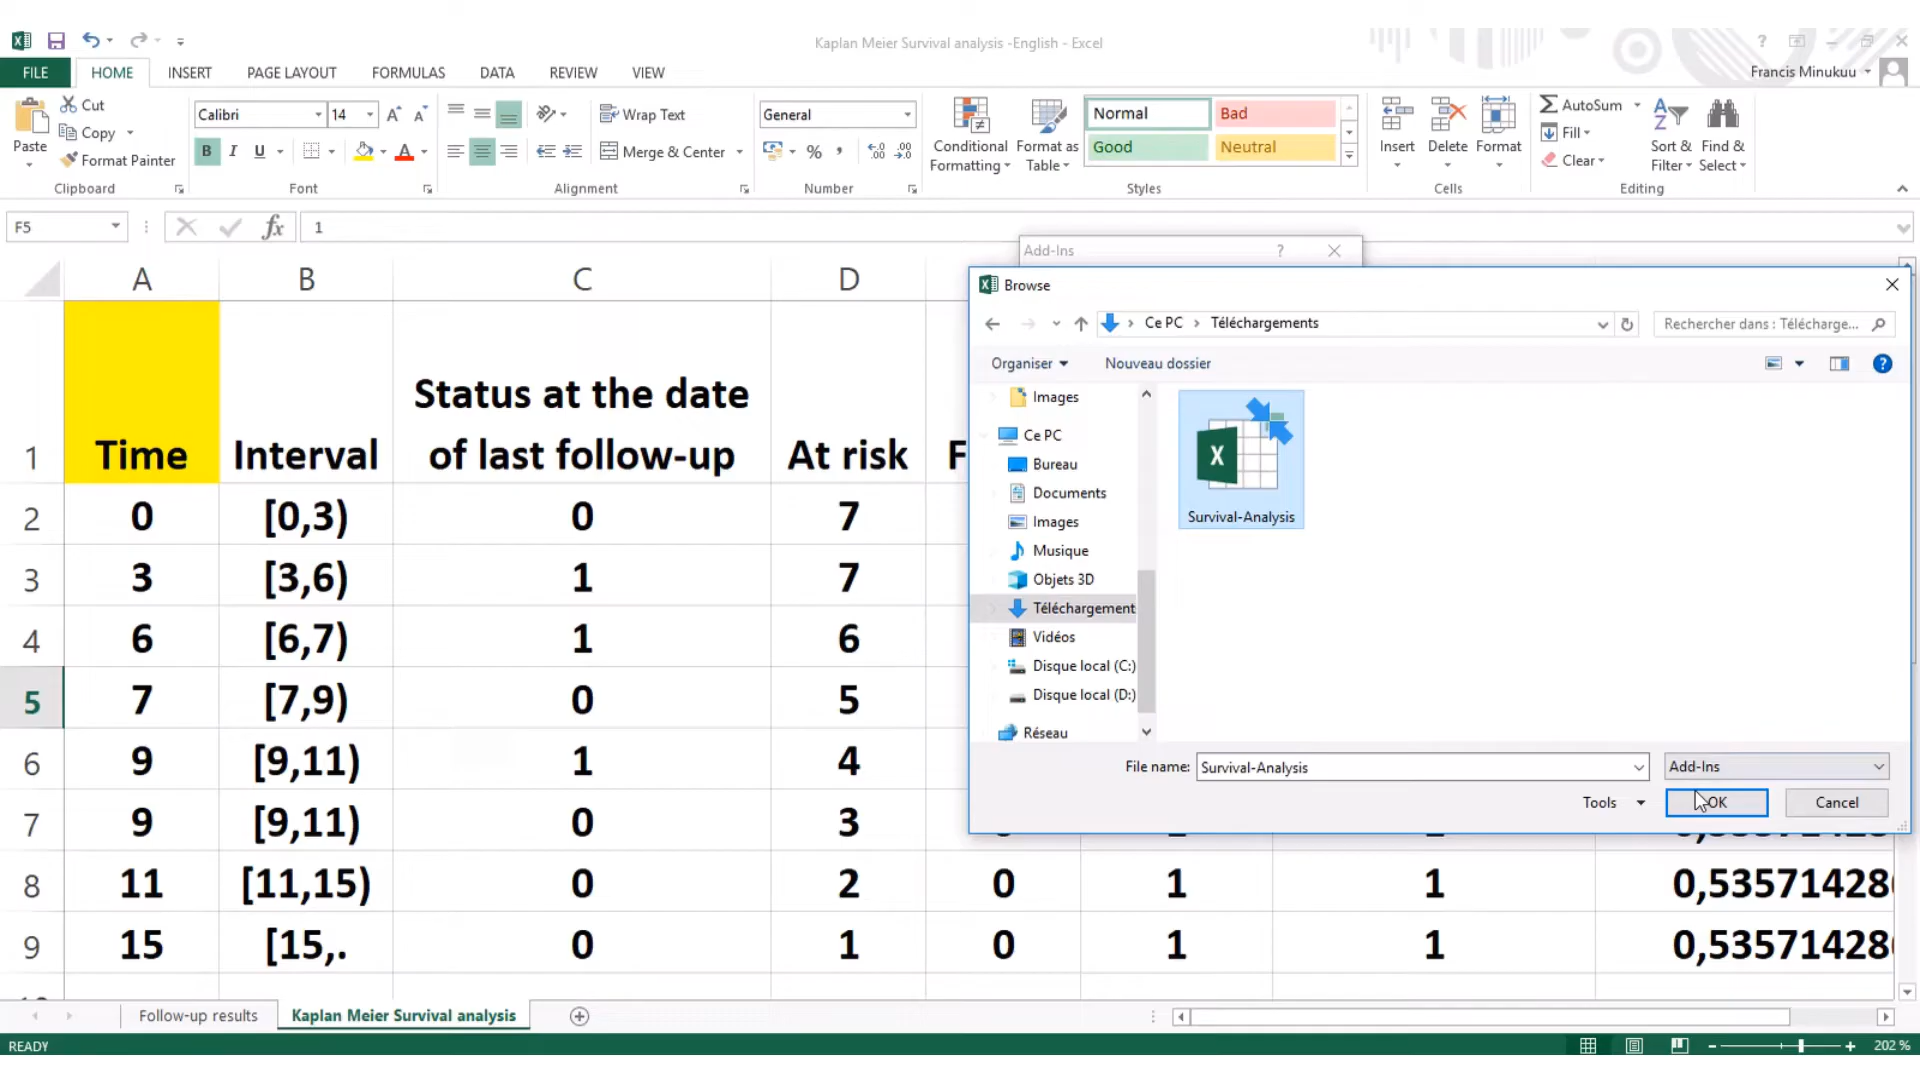 Kaplan Meier Survival analysis -English - Excel
?
FILE HOME INSERT PAGE LAYOUT FORMULAS DATA REVIEW VIEW Francis Minukuu
Paste
Cut
Copy
Format Painter
Clipboard
Calibri 14
B I U A
Font
Wrap Text
Merge & Center
Alignment
General
% ,
Number
Conditional
Formatting
Format as
Table
Normal Bad
Good Neutral
Styles
Insert Delete Format
Cells
AutoSum
Fill
Clear
Sort &
Filter
Find &
Select
Editing
F5 fx 1
Add-Ins ?
A B C D
1 Time Interval Status at the date
of last follow-up At risk F
2 0 [0,3) 0 7
3 3 [3,6) 1 7
4 6 [6,7) 1 6
5 7 [7,9) 0 5
6 9 [9,11) 1 4
7 9 [9,11) 0 3
8 11 [11,15) 0 2 0 1 1 0,53571428
9 15 [15,. 0 1 0 1 1 0,53571428
Browse
Ce PC > Téléchargements
Rechercher dans : Télécharge...
Organiser Nouveau dossier
Images
Ce PC
Bureau
Documents
Images
Musique
Objets 3D
Téléchargement
Vidéos
Disque local (C:)
Disque local (D:)
Réseau
X
Survival-Analysis
File name: Survival-Analysis Add-Ins
Tools OK Cancel
Follow-up results Kaplan Meier Survival analysis
READY 202 %